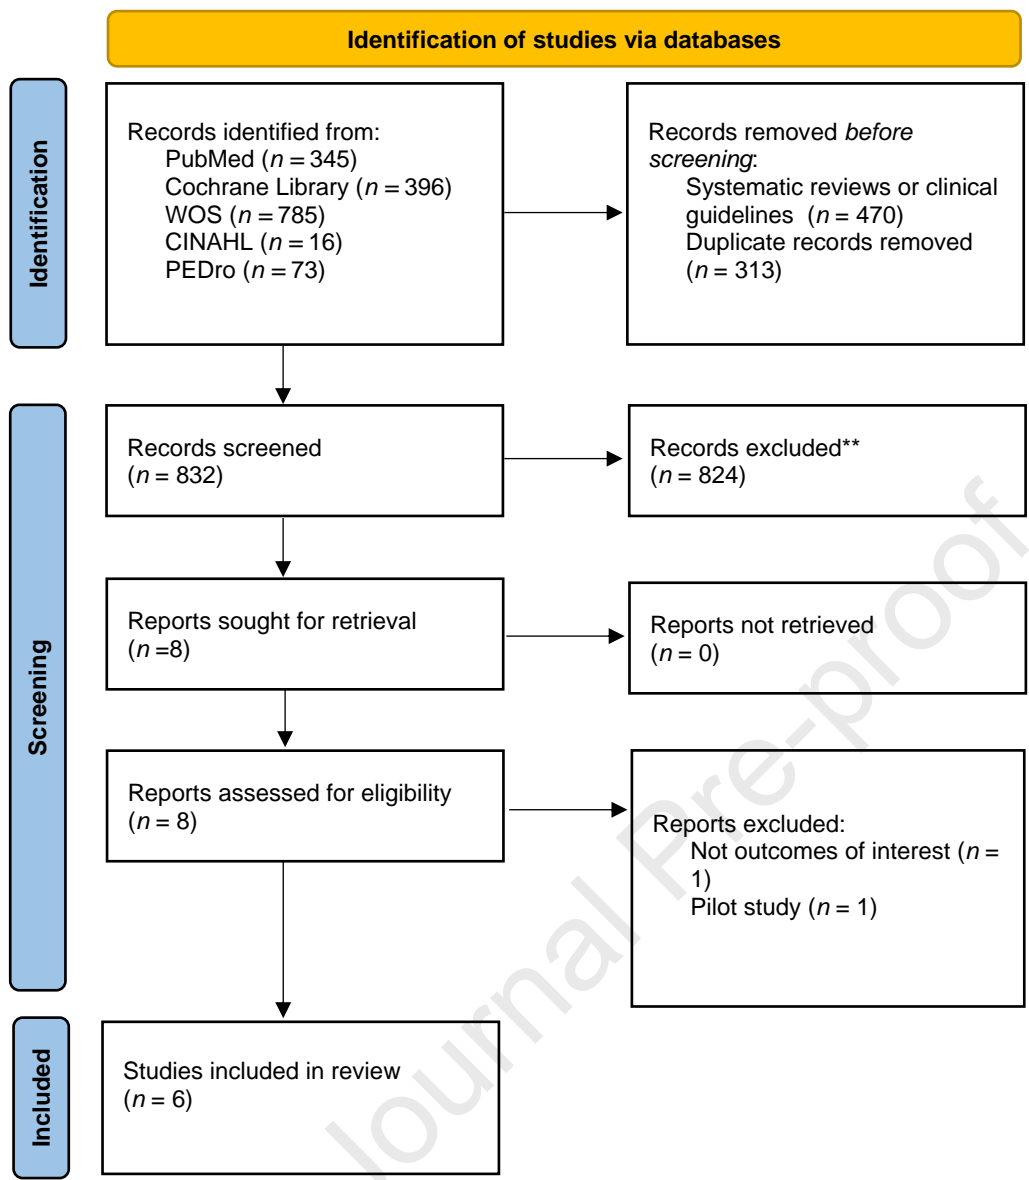 Identification of studies via databases
Identification
Records identified from:
PubMed (n = 345)
Cochrane Library (n = 396)
WOS (n = 785)
CINAHL (n = 16)
PEDro (n = 73)
Records removed before
screening:
Systematic reviews or clinical
guidelines (n = 470)
Duplicate records removed
(n = 313)
Screening
Records screened
(n = 832)
Records excluded**
(n = 824)
Reports sought for retrieval
(n =8)
Reports not retrieved
(n = 0)
Reports assessed for eligibility
(n = 8)
Reports excluded:
Not outcomes of interest (n =
1)
Pilot study (n = 1)
Included
Studies included in review
(n = 6)
Journal Pre-proof